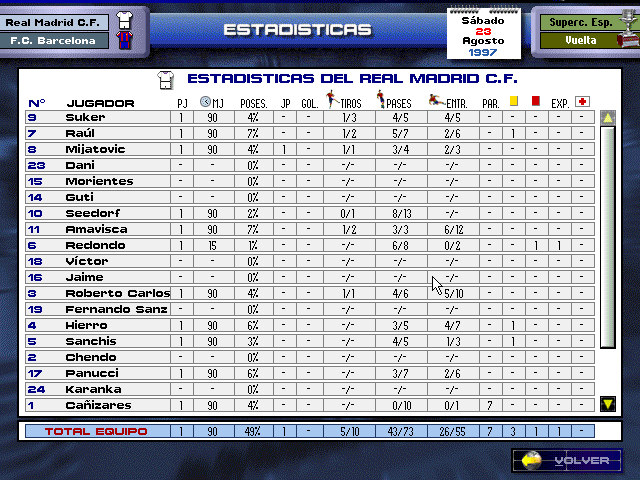 Real Madrid C.F.
F.C. Barcelona
ESTADISTICAS
Sábado
23
Agosto
1997
Superc. Esp.
Vuelta
ESTADISTICAS DEL REAL MADRID C.F.
Nº JUGADOR PJ MJ POSES. JP GOL. TIROS PASES ENTR. PAR. EXP.
9 Suker 1 90 4% - - 1/3 4/5 4/5 - - - - -
7 Raúl 1 90 7% - - 1/2 5/7 2/6 - 1 - - -
8 Mijatovic 1 90 4% 1 - 1/1 3/4 2/3 - - - - -
23 Dani - - 0% - - -/- -/- -/- - - - - -
15 Morientes - - 0% - - -/- -/- -/- - - - - -
14 Guti - - 0% - - -/- -/- -/- - - - - -
10 Seedorf 1 90 2% - - 0/1 8/13 -/- - - - - -
11 Amavisca 1 90 7% - - 1/2 3/3 6/12 - - - - -
6 Redondo 1 15 1% - - -/- 6/8 0/2 - - 1 1 -
18 Víctor - - 0% - - -/- -/- -/- - - - - -
16 Jaime - - 0% - - -/- -/- -/- - - - - -
3 Roberto Carlos 1 90 4% - - 1/1 4/6 5/10 - - - - -
19 Fernando Sanz - - 0% - - -/- -/- -/- - - - - -
4 Hierro 1 90 6% - - -/- 3/5 4/7 - 1 - - -
5 Sanchis 1 90 3% - - -/- 4/5 1/3 - 1 - - -
2 Chendo - - 0% - - -/- -/- -/- - - - - -
17 Panucci 1 90 6% - - -/- 3/7 2/6 - - - - -
24 Karanka - - 0% - - -/- -/- -/- - - - - -
1 Cañizares 1 90 4% - - -/- 0/10 0/1 7 - - - -
TOTAL EQUIPO 1 90 49% 1 - 5/10 43/73 26/55 7 3 1 1 -
VOLVER